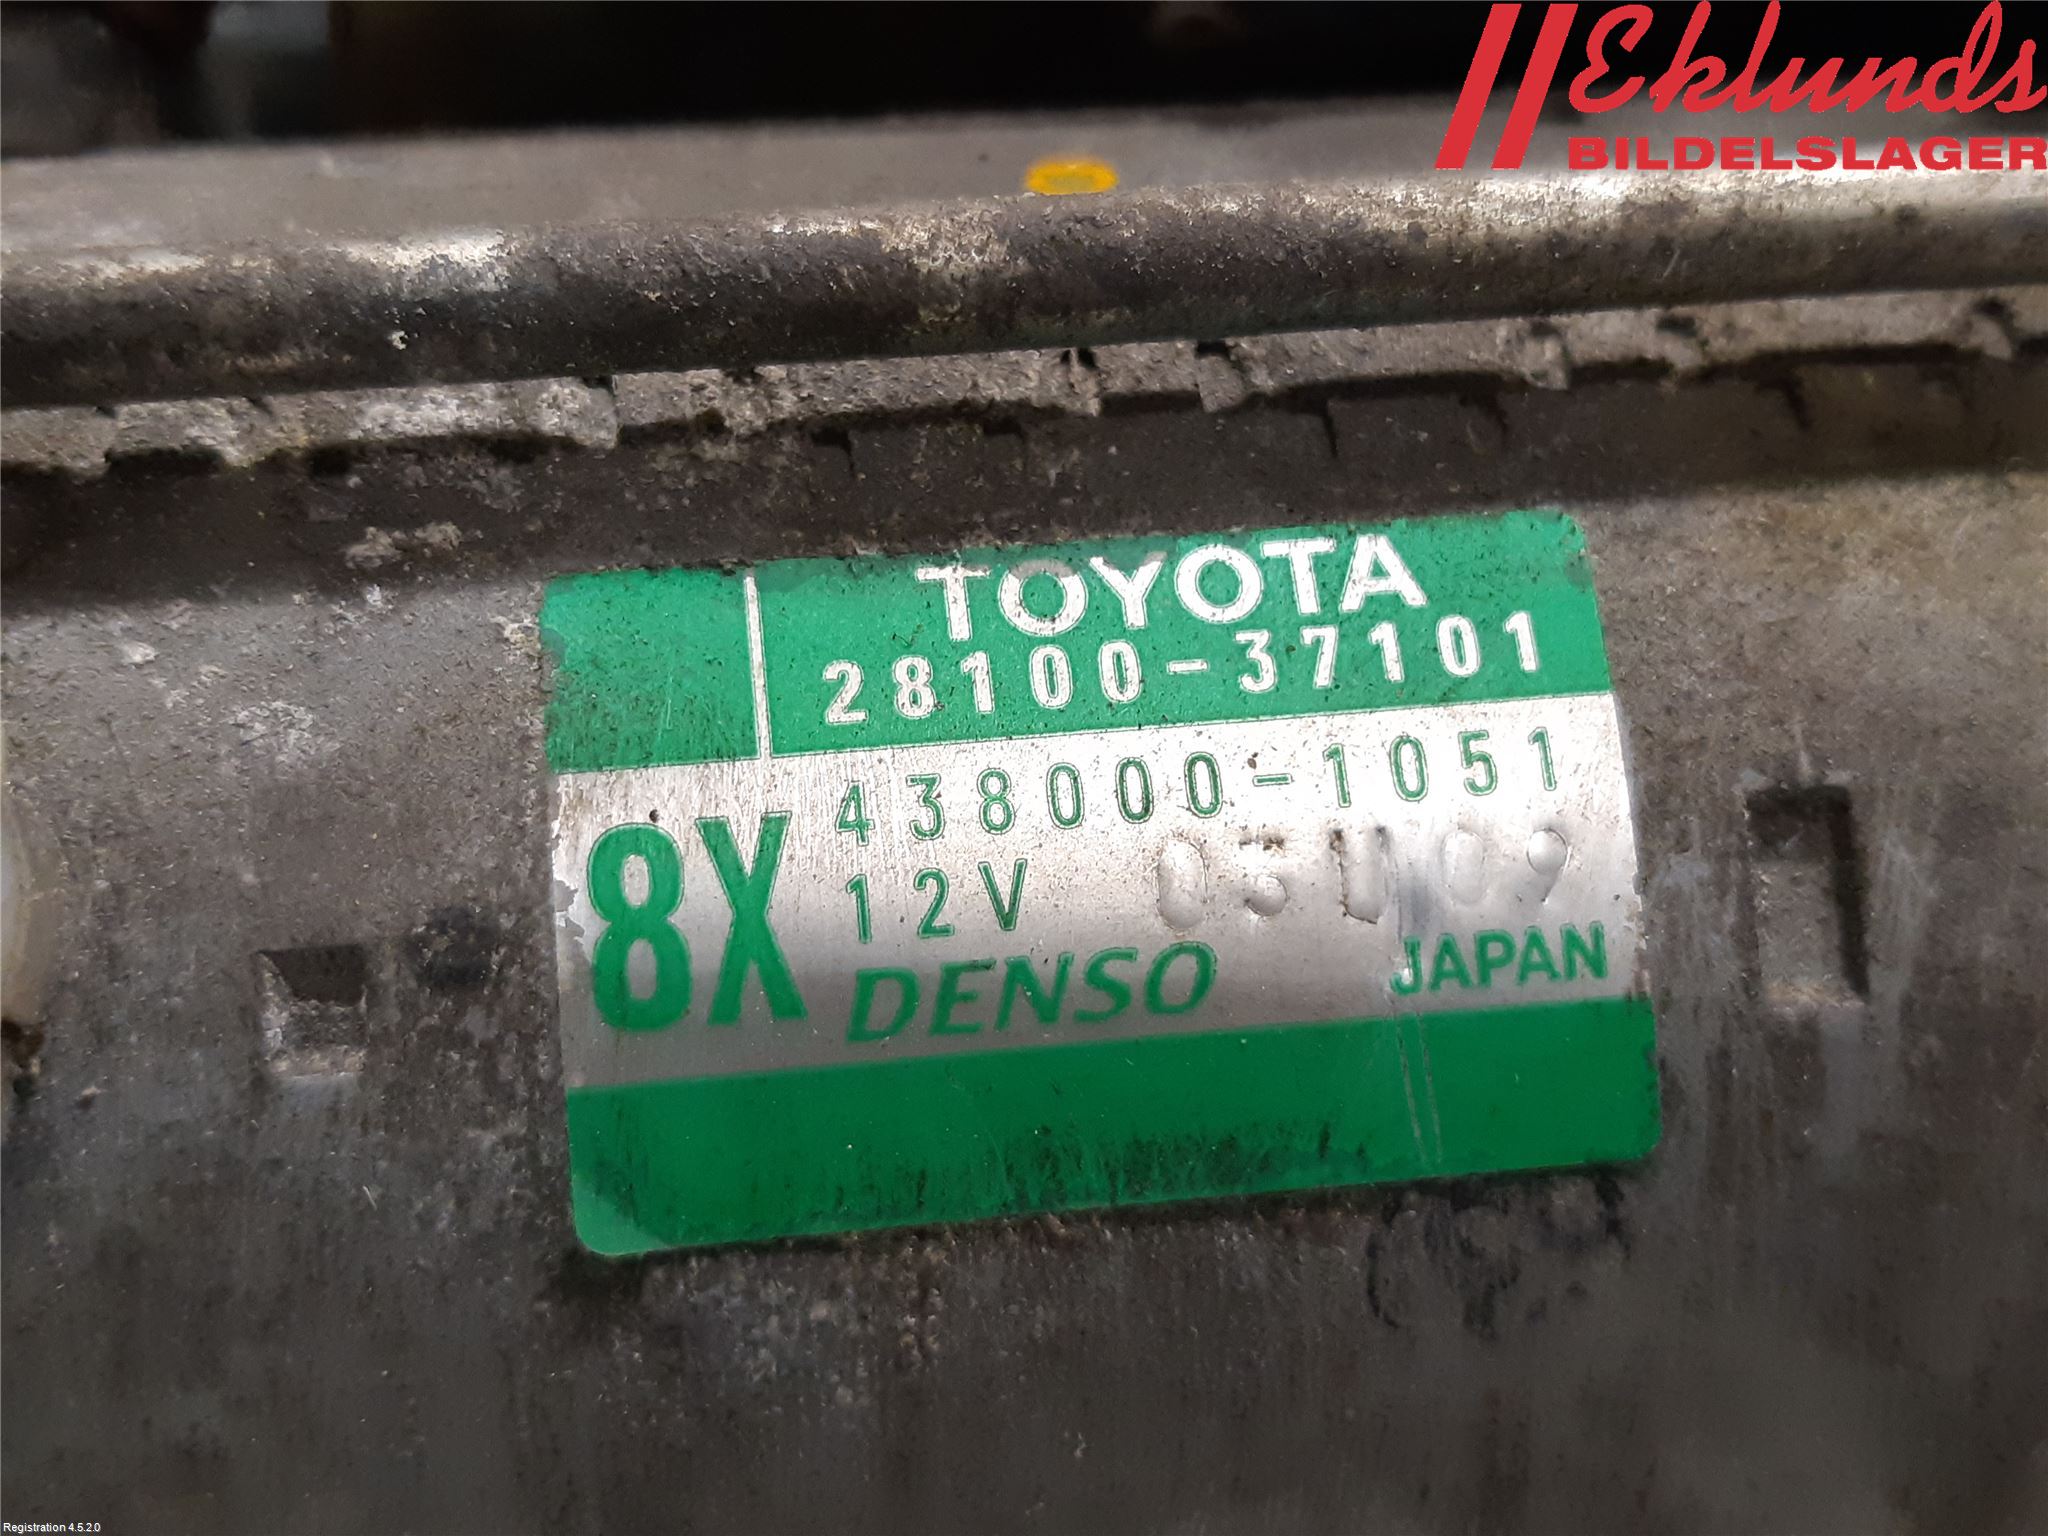 Eklunds
BILDELSLAGER
TOYOTA
28100-37101
438000-1051
8X
12V
DENSO
JAPAN
Registration 4.5.2.0